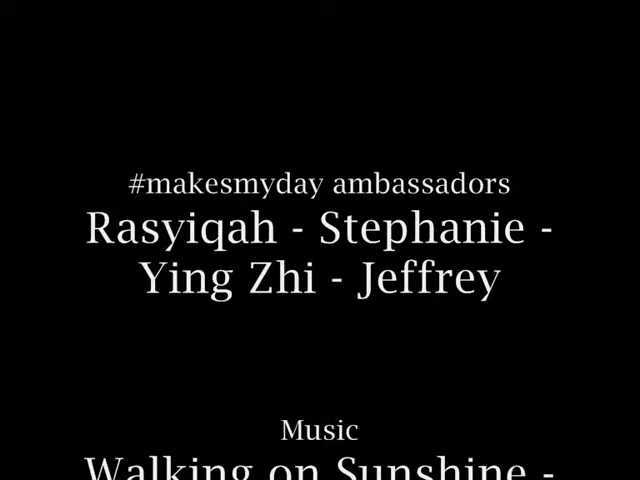 #makesmyday ambassadors
Rasyiqah - Stephanie -
Ying Zhi - Jeffrey
Music
Walking on Sunshine -